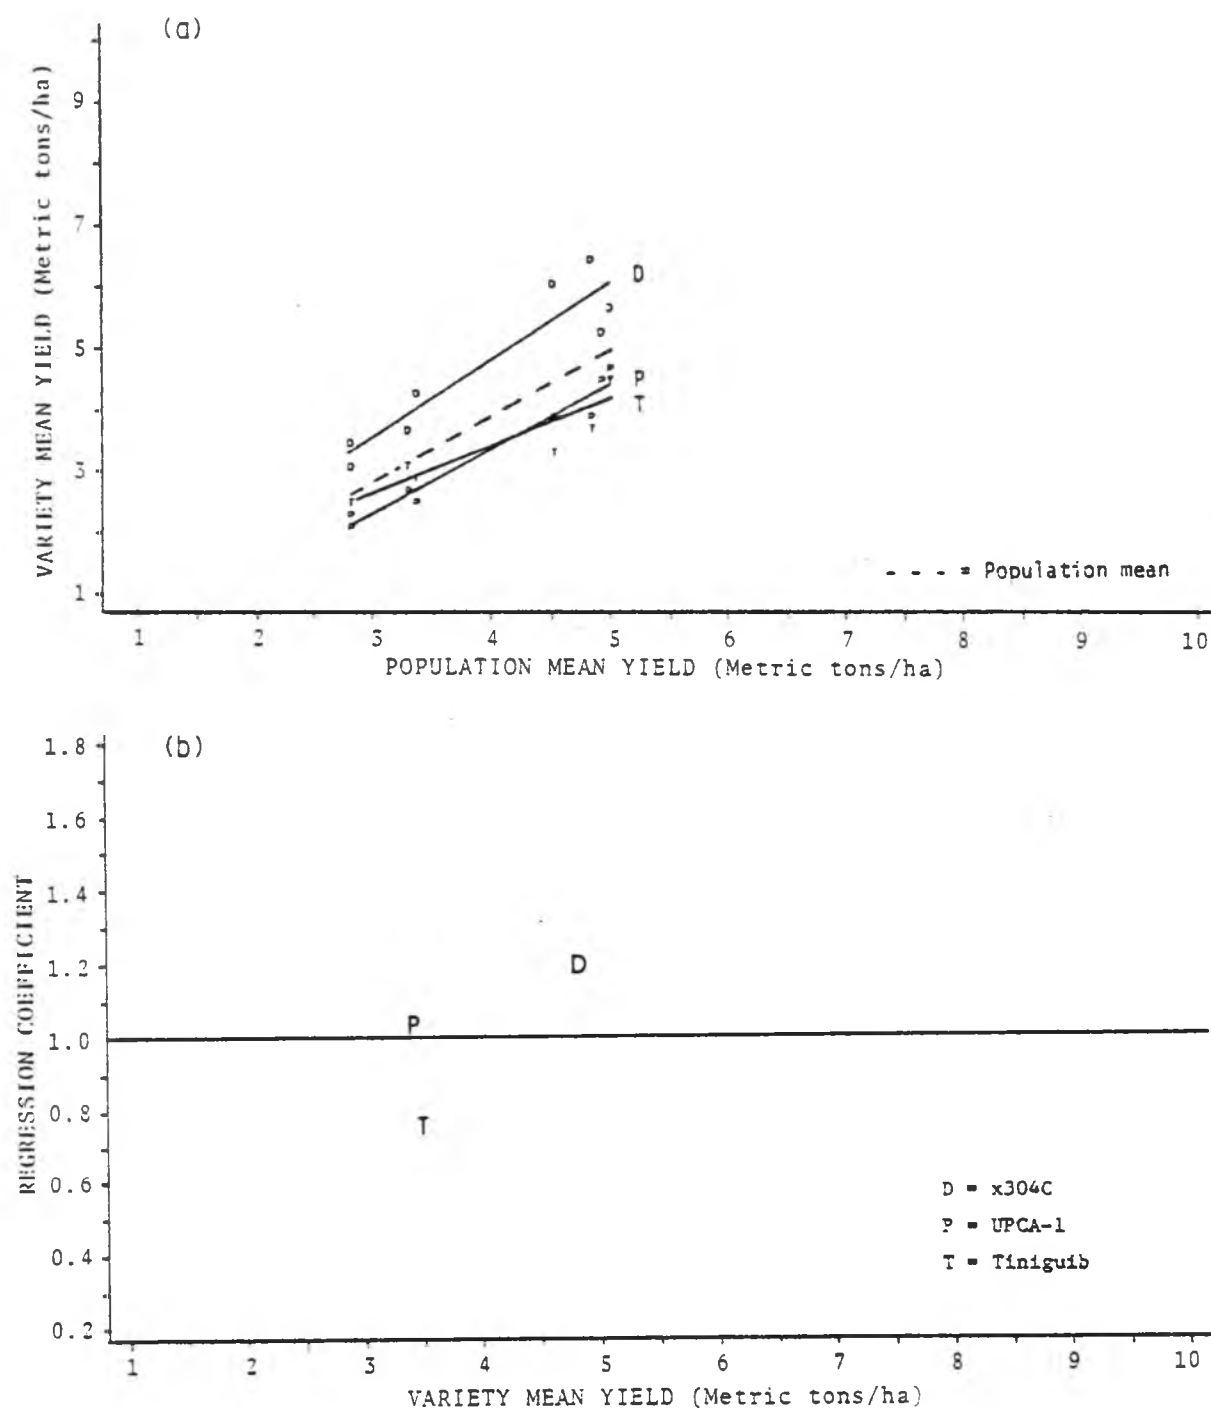 (a)
VARIETY MEAN YIELD (Metric tons/ha)
9
7
5
3
1
D
P
T
- - - - = Population mean
1 2 3 4 5 6 7 8 9 10
POPULATION MEAN YIELD (Metric tons/ha)
(b)
REGRESSION COEFFICIENT
1.8
1.6
1.4
1.2
1.0
0.8
0.6
0.4
0.2
D
P
T
D = x304C
P = UPCA-1
T = Tiniguib
1 2 3 4 5 6 7 8 9 10
VARIETY MEAN YIELD (Metric tons/ha)